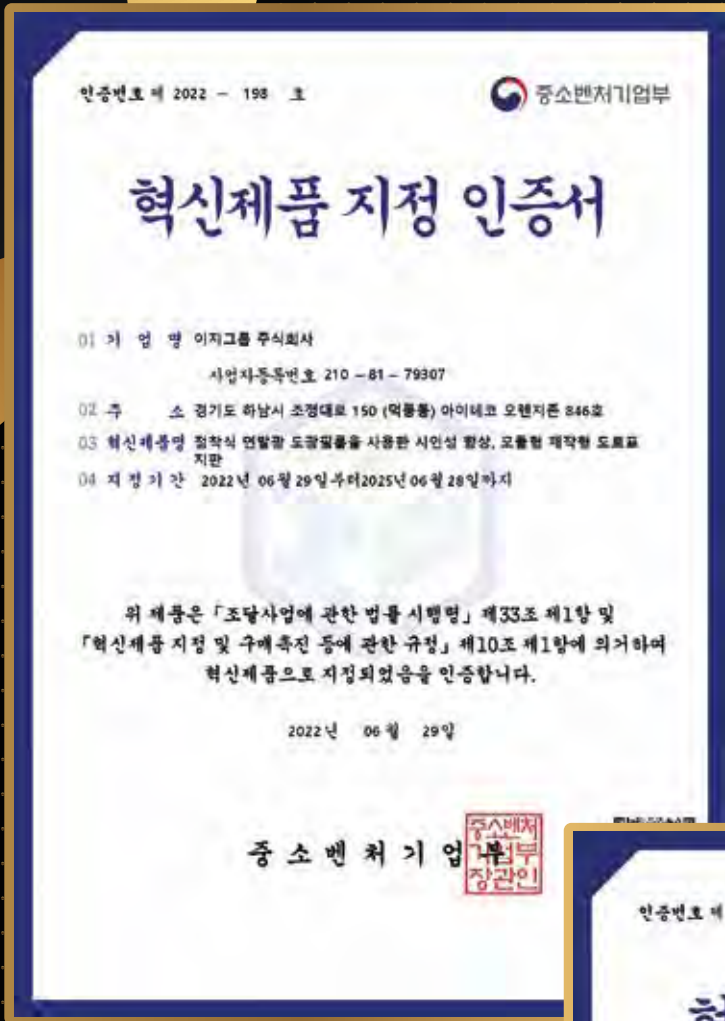 인증번호 제 2022 - 198 호
중소벤처기업부
혁신제품 지정 인증서
01 기 업 명 이지그룹 주식회사
사업자등록번호 210 - 81 - 79307
02 주 소 경기도 하남시 조정대로 150 (덕풍동) 아이테코 오렌지존 846호
03 혁신제품명 점착식 면발광 도광필름을 사용한 시인성 향상, 모듈형 제작형 도로표
지판
04 지 정 기 간 2022년 06월 29일부터2025년 06월 28일까지
위 제품은 「조달사업에 관한 법률 시행령」 제33조 제1항 및
「혁신제품 지정 및 구매촉진 등에 관한 규정」 제10조 제1항에 의거하여
혁신제품으로 지정되었음을 인증합니다.
2022년 06월 29일
중 소 벤 처 기 업 부
중소벤처
기업부
장관인
인증번호 제